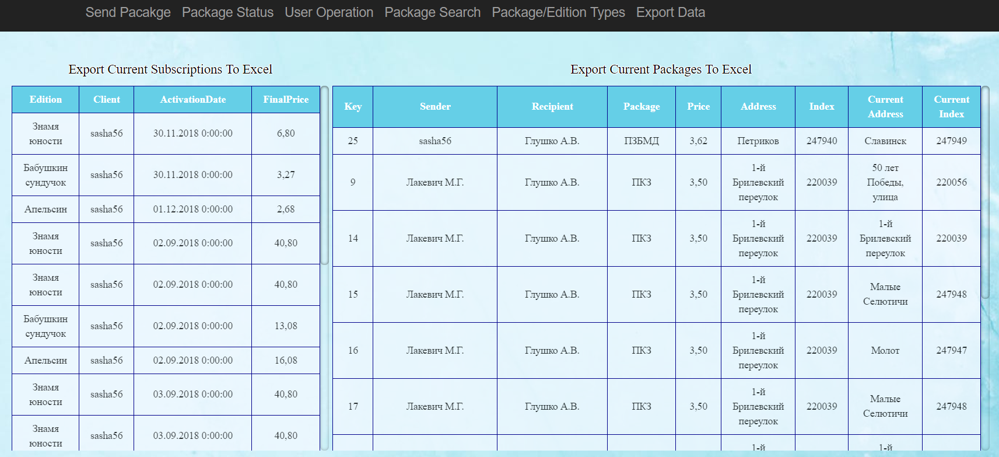 Send Pacakge Package Status User Operation Package Search Package/Edition Types Export Data
Export Current Subscriptions To Excel
Edition Client ActivationDate FinalPrice
Знамя
юности
sasha56 30.11.2018 0:00:00 6,80
Бабушкин
сундучок
sasha56 30.11.2018 0:00:00 3,27
Апельсин sasha56 01.12.2018 0:00:00 2,68
Знамя
юности
sasha56 02.09.2018 0:00:00 40,80
Знамя
юности
sasha56 02.09.2018 0:00:00 40,80
Бабушкин
сундучок
sasha56 02.09.2018 0:00:00 13,08
Апельсин sasha56 02.09.2018 0:00:00 16,08
Знамя
юности
sasha56 03.09.2018 0:00:00 40,80
Знамя
юности
sasha56 03.09.2018 0:00:00 40,80
Export Current Packages To Excel
Key Sender Recipient Package Price Address Index
Current
Address
Current
Index
25 sasha56 Глушко А.В. ПЗБМД 3,62 Петриков 247940 Славинск 247949
9 Лакевич М.Г. Глушко А.В. ПКЗ 3,50
1-й
Брилевский
переулок
220039
50 лет
Победы,
улица
220056
14 Лакевич М.Г. Глушко А.В. ПКЗ 3,50
1-й
Брилевский
переулок
220039
1-й
Брилевский
переулок
220039
15 Лакевич М.Г. Глушко А.В. ПКЗ 3,50
1-й
Брилевский
переулок
220039
Малые
Селютичи
247948
16 Лакевич М.Г. Глушко А.В. ПКЗ 3,50
1-й
Брилевский
переулок
220039
Молот
247947
17 Лакевич М.Г. Глушко А.В. ПКЗ 3,50
1-й
Брилевский
переулок
220039
Малые
Селютичи
247948
1-й
1-й